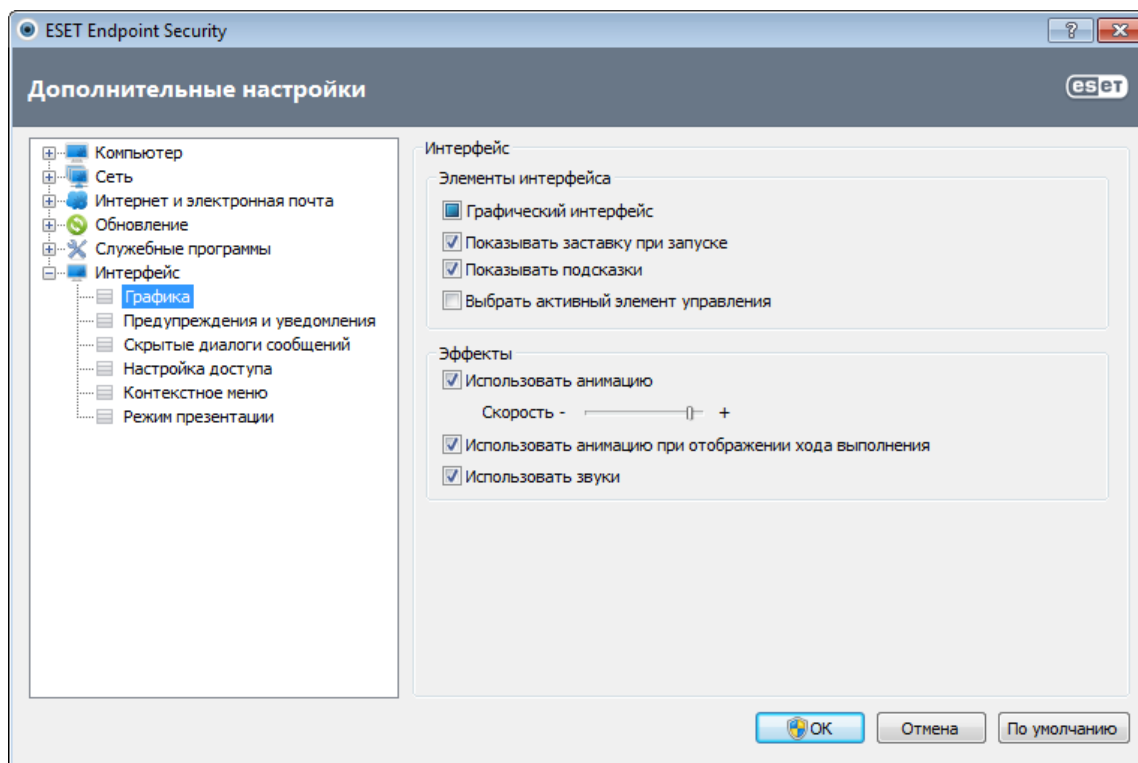 ESET Endpoint Security
Дополнительные настройки
eseT
Компьютер
Сеть
Интернет и электронная почта
Обновление
Служебные программы
Интерфейс
Графика
Предупреждения и уведомления
Скрытые диалоги сообщений
Настройка доступа
Контекстное меню
Режим презентации
Интерфейс
Элементы интерфейса
Графический интерфейс
Показывать заставку при запуске
Показывать подсказки
Выбрать активный элемент управления
Эффекты
Использовать анимацию
Скорость - +
Использовать анимацию при отображении хода выполнения
Использовать звуки
OK Отмена По умолчанию